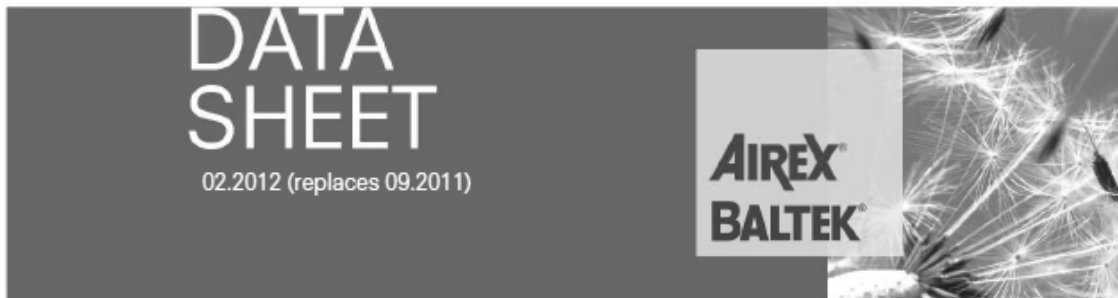 DATA
SHEET
02.2012 (replaces 09.2011)
AIREX®
BALTEK®